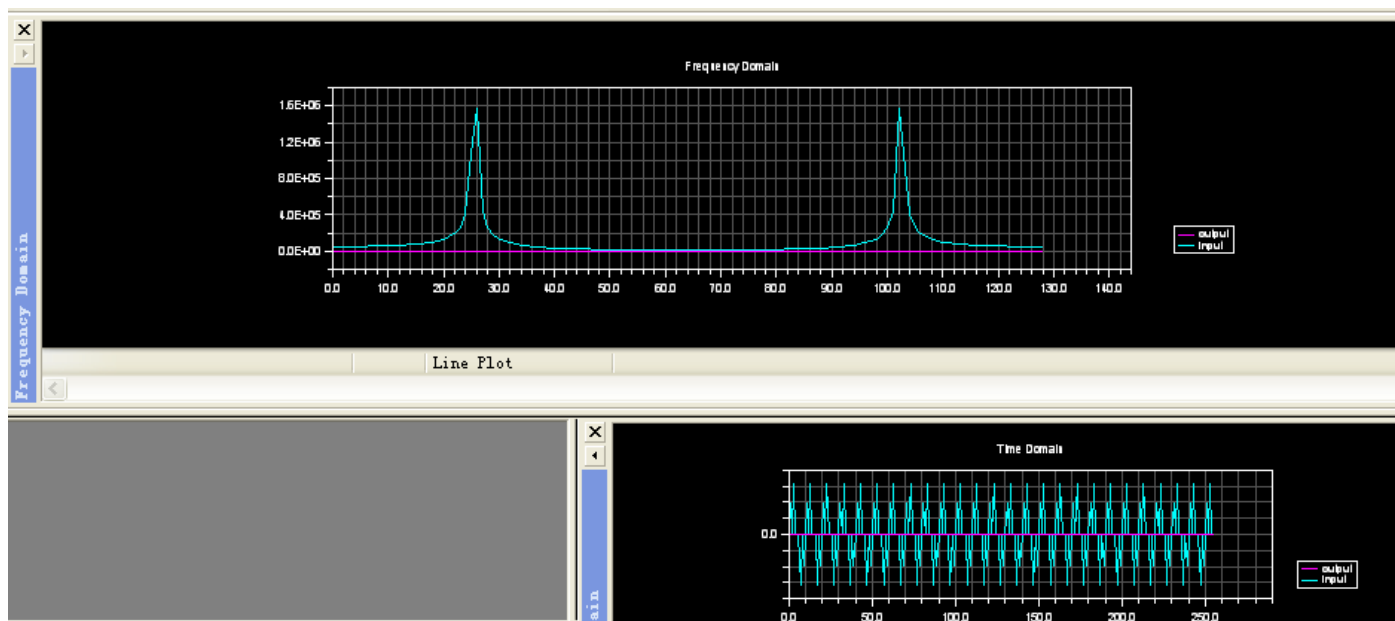 Frequency Domain
1.6E+06
1.2E+06
8.0E+05
4.0E+05
0.0E+00
0.0 10.0 20.0 30.0 40.0 50.0 60.0 70.0 80.0 90.0 100.0 110.0 120.0 130.0 140.0
output
input
Frequency Domain
Line Plot
Time Domain
0.0
0.0 50.0 100.0 150.0 200.0 250.0
output
input
ain